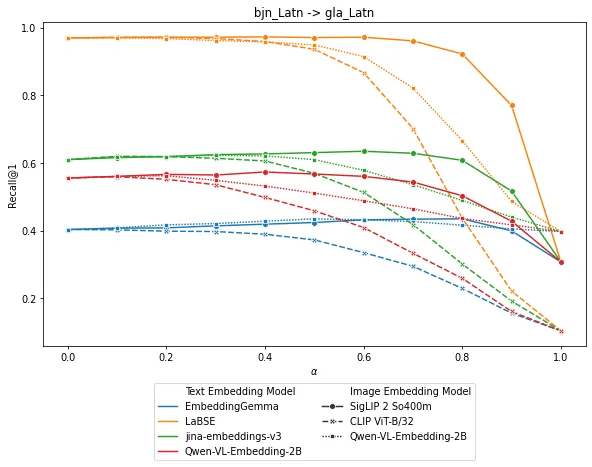 bjn_Latn -> gla_Latn
1.0
0.8
0.6
0.4
0.2
Recall@1
0.0 0.2 0.4 0.6 0.8 1.0
α
Text Embedding Model Image Embedding Model
EmbeddingGemma SigLIP 2 So400m
LaBSE CLIP ViT-B/32
jina-embeddings-v3 Qwen-VL-Embedding-2B
Qwen-VL-Embedding-2B